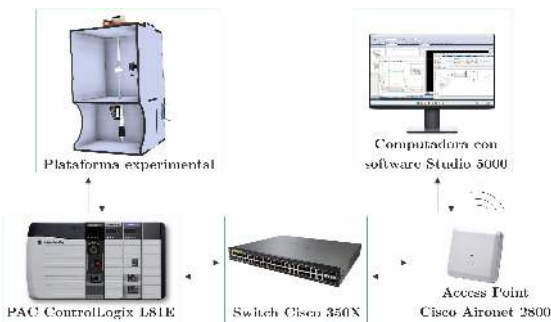 Plataforma experimental
Computadora con
software Studio 5000
PAC ControlLogix L81E
Switch Cisco 350X
Access Point
Cisco Aironet 2800